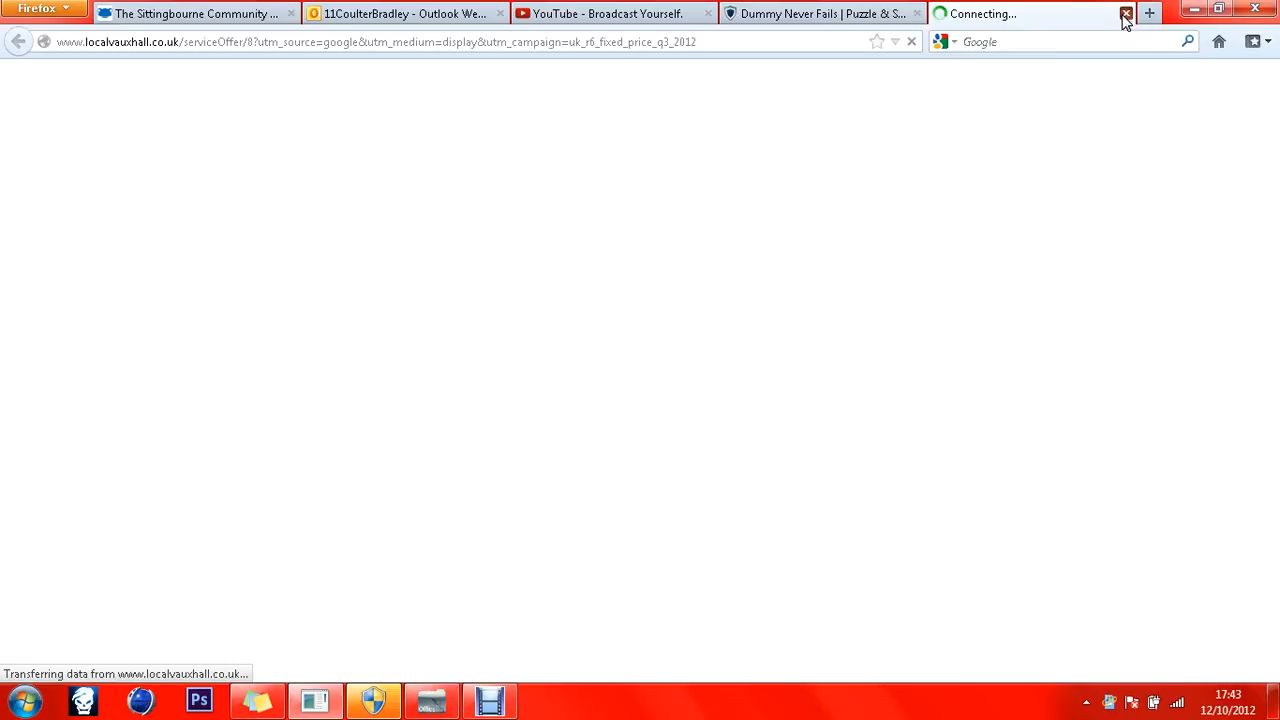 Firefox
The Sittingbourne Community ...
11CoulterBradley - Outlook We...
YouTube - Broadcast Yourself.
Dummy Never Fails | Puzzle & S...
Connecting...
www.localvauxhall.co.uk/serviceOffer/8?utm_source=google&utm_medium=display&utm_campaign=uk_r6_fixed_price_q3_2012
Google
Transferring data from www.localvauxhall.co.uk...
Ps
Office
17:43
12/10/2012